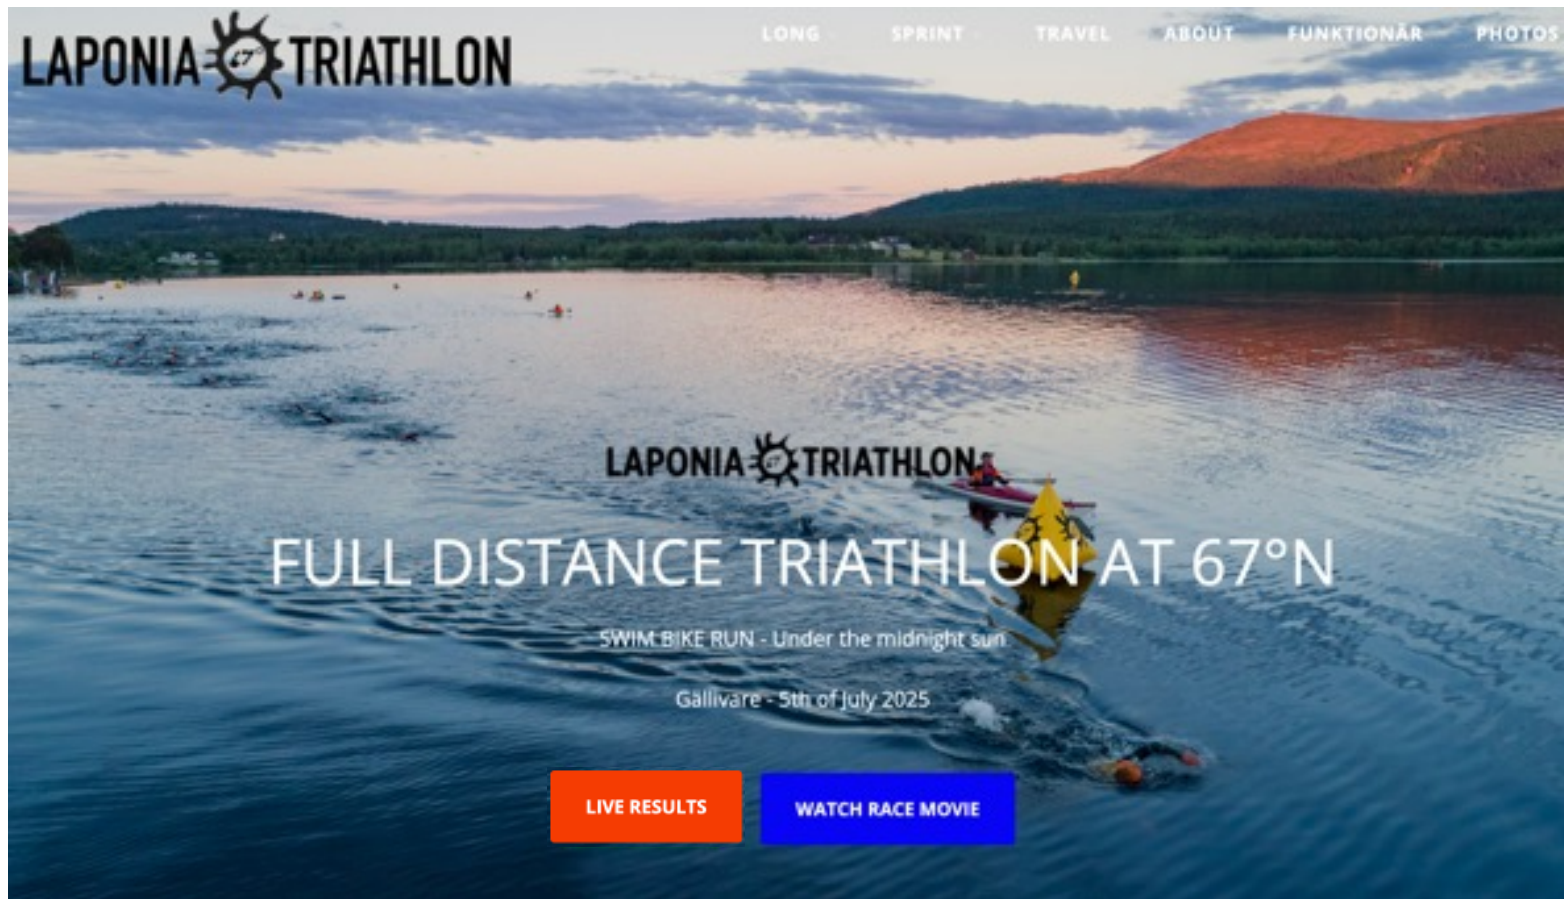 LAPONIA 67° TRIATHLON
LONG SPRINT TRAVEL ABOUT FUNKTIONÄR PHOTOS
LAPONIA 67° TRIATHLON
FULL DISTANCE TRIATHLON AT 67°N
SWIM BIKE RUN - Under the midnight sun
Gällivare - 5th of July 2025
LIVE RESULTS
WATCH RACE MOVIE